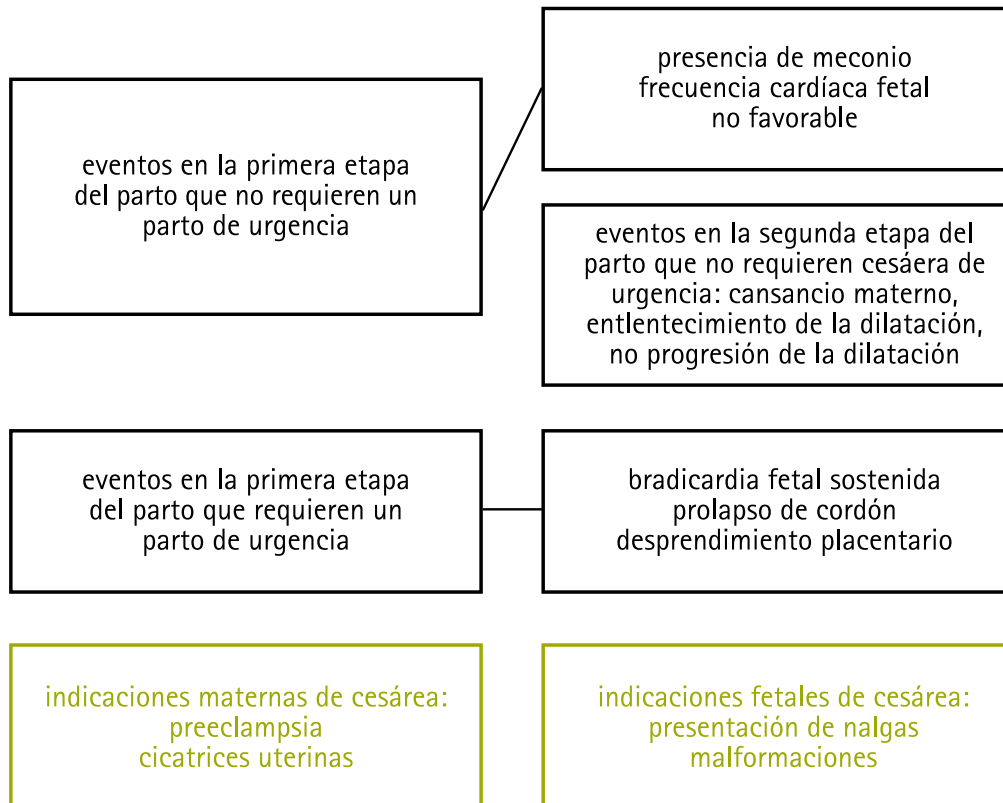 eventos en la primera etapa
del parto que no requieren un
parto de urgencia
presencia de meconio
frecuencia cardíaca fetal
no favorable
eventos en la segunda etapa del
parto que no requieren cesáera de
urgencia: cansancio materno,
entlentecimiento de la dilatación,
no progresión de la dilatación
eventos en la primera etapa
del parto que requieren un
parto de urgencia
bradicardia fetal sostenida
prolapso de cordón
desprendimiento placentario
indicaciones maternas de cesárea:
preeclampsia
cicatrices uterinas
indicaciones fetales de cesárea:
presentación de nalgas
malformaciones